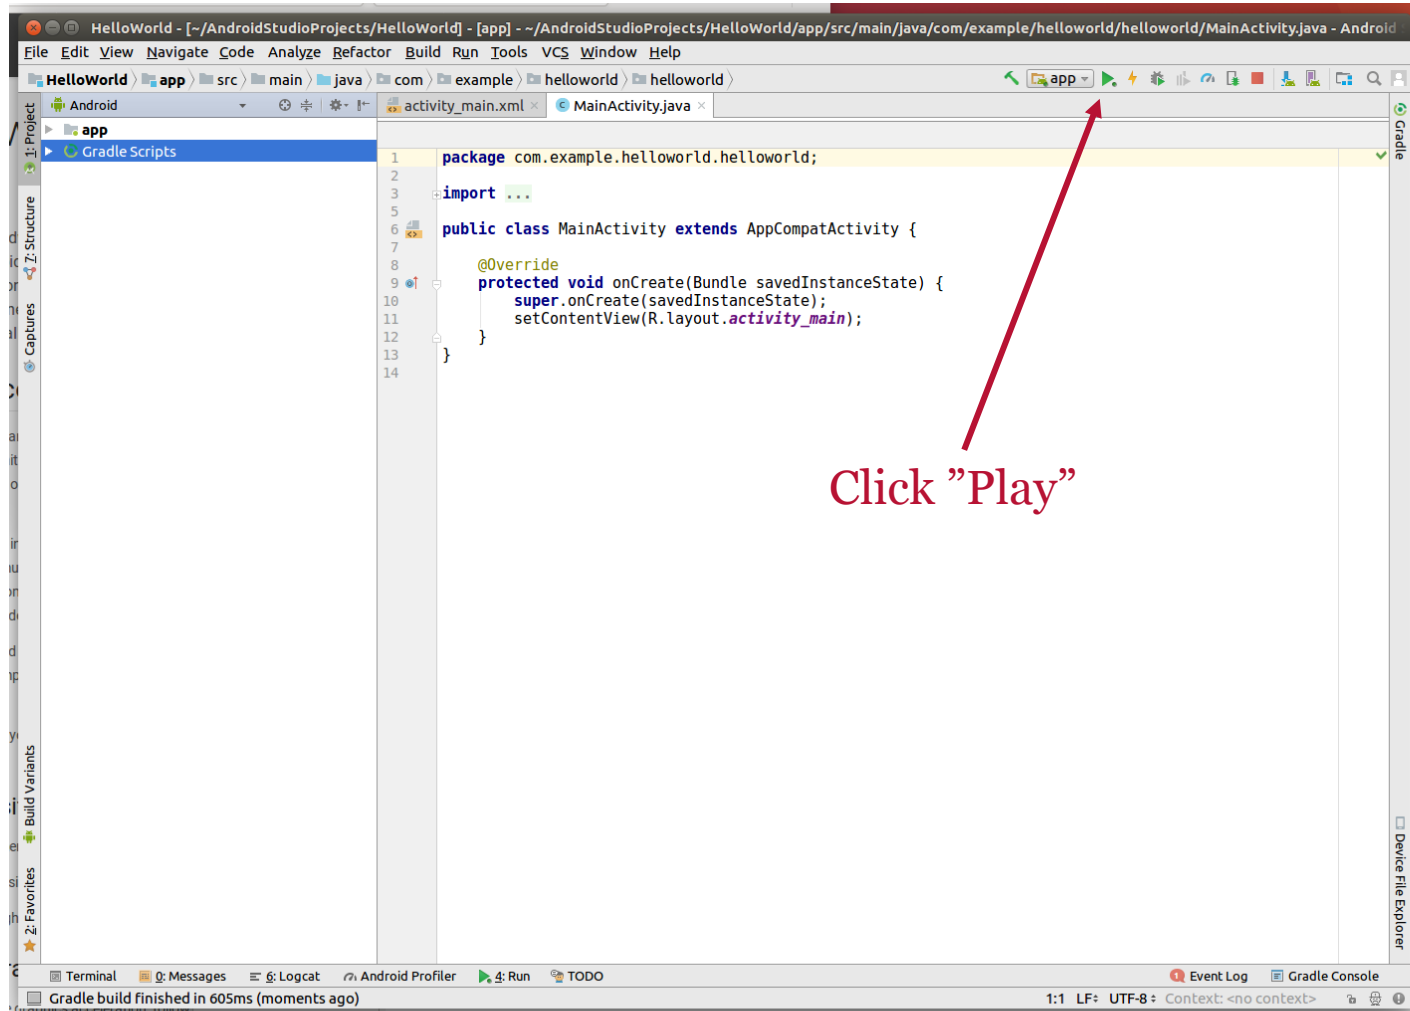 HelloWorld - [~/AndroidStudioProjects/HelloWorld] - [app] - ~/AndroidStudioProjects/HelloWorld/app/src/main/java/com/example/helloworld/helloworld/MainActivity.java - Android
File Edit View Navigate Code Analyze Refactor Build Run Tools VCS Window Help
HelloWorld app src main java com example helloworld helloworld app
Android activity_main.xml MainActivity.java
1: Project
Z: Structure
Captures
Build Variants
2: Favorites
app
Gradle Scripts
1 package com.example.helloworld.helloworld;
2
3 import ...
5
6 public class MainActivity extends AppCompatActivity {
7
8 @Override
9 protected void onCreate(Bundle savedInstanceState) {
10 super.onCreate(savedInstanceState);
11 setContentView(R.layout.activity_main);
12 }
13 }
14
Click ”Play”
Gradle
Device File Explorer
Terminal 0: Messages 6: Logcat Android Profiler 4: Run TODO 1 Event Log Gradle Console
Gradle build finished in 605ms (moments ago) 1:1 LF UTF-8 Context: <no context>